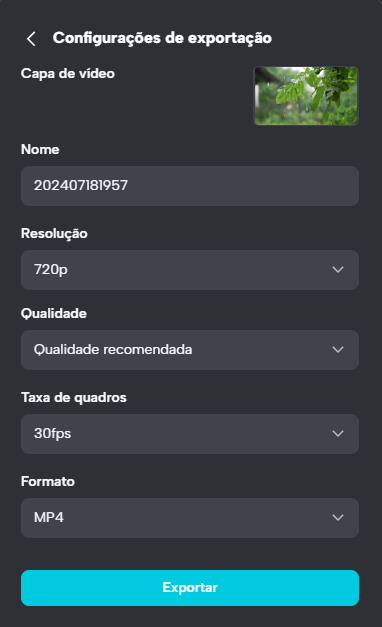 Configurações de exportação
Capa de vídeo
Nome
202407181957
Resolução
720p
Qualidade
Qualidade recomendada
Taxa de quadros
30fps
Formato
MP4
Exportar